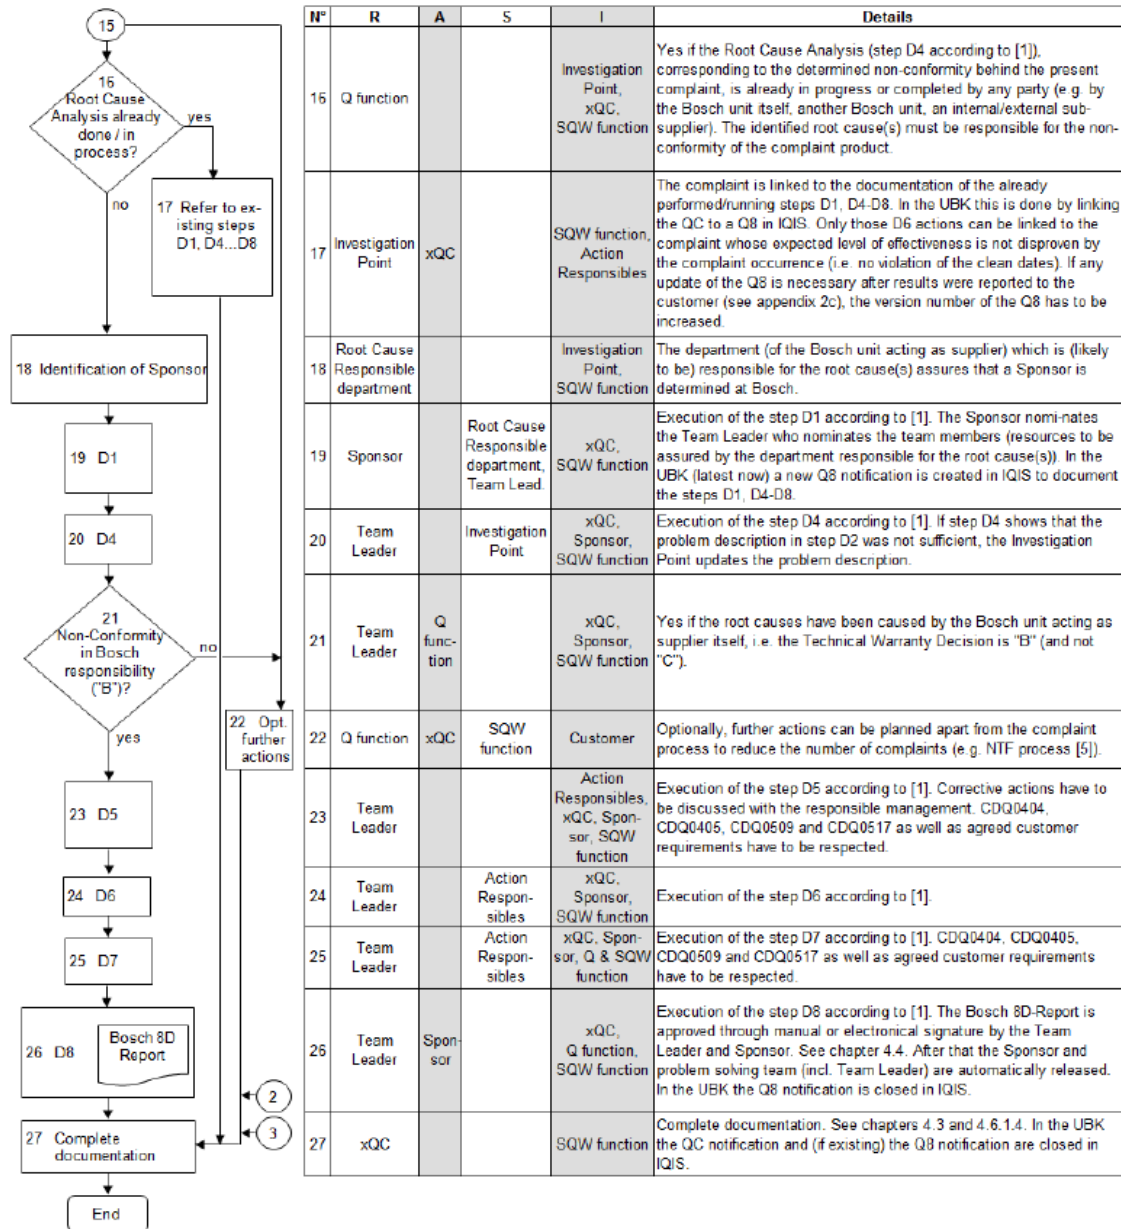 15
16
Root Cause
Analysis already
done / in
process?
yes
no
17 Refer to ex-
isting steps
D1, D4...D8
18 Identification of Sponsor
19 D1
20 D4
21
Non-Conformity
in Bosch
responsibility
("B")?
no
yes
22 Opt.
further
actions
23 D5
24 D6
25 D7
26 D8
Bosch 8D
Report
2
3
27 Complete
documentation
End
N° R A S I Details
16 Q function
Investigation
Point,
xQC,
SQW function
Yes if the Root Cause Analysis (step D4 according to [1]),
corresponding to the determined non-conformity behind the present
complaint, is already in progress or completed by any party (e.g. by
the Bosch unit itself, another Bosch unit, an internal/external sub-
supplier). The identified root cause(s) must be responsible for the non-
conformity of the complaint product.
17
Investigation
Point
xQC
SQW function,
Action
Responsibles
The complaint is linked to the documentation of the already
performed/running steps D1, D4-D8. In the UBK this is done by linking
the QC to a Q8 in IQIS. Only those D6 actions can be linked to the
complaint whose expected level of effectiveness is not disproven by
the complaint occurrence (i.e. no violation of the clean dates). If any
update of the Q8 is necessary after results were reported to the
customer (see appendix 2c), the version number of the Q8 has to be
increased.
18
Root Cause
Responsible
department
Investigation
Point,
SQW function
The department (of the Bosch unit acting as supplier) which is (likely
to be) responsible for the root cause(s) assures that a Sponsor is
determined at Bosch.
19
Sponsor
Root Cause
Responsible
department,
Team Lead.
xQC,
SQW function
Execution of the step D1 according to [1]. The Sponsor nomi-nates
the Team Leader who nominates the team members (resources to be
assured by the department responsible for the root cause(s)). In the
UBK (latest now) a new Q8 notification is created in IQIS to document
the steps D1, D4-D8.
20
Team
Leader
Investigation
Point
xQC,
Sponsor,
SQW function
Execution of the step D4 according to [1]. If step D4 shows that the
problem description in step D2 was not sufficient, the Investigation
Point updates the problem description.
21
Team
Leader
Q
func-
tion
xQC,
Sponsor,
SQW function
Yes if the root causes have been caused by the Bosch unit acting as
supplier itself, i.e. the Technical Warranty Decision is "B" (and not
"C").
22
Q function
xQC
SQW
function
Customer
Optionally, further actions can be planned apart from the complaint
process to reduce the number of complaints (e.g. NTF process [5]).
23
Team
Leader
Action
Responsibles,
xQC, Spon-
sor, SQW
function
Execution of the step D5 according to [1]. Corrective actions have to
be discussed with the responsible management. CDQ0404,
CDQ0405, CDQ0509 and CDQ0517 as well as agreed customer
requirements have to be respected.
24
Team
Leader
Action
Respon-
sibles
xQC,
Sponsor,
SQW function
Execution of the step D6 according to [1].
25
Team
Leader
Action
Respon-
sibles
xQC, Spon-
sor, Q & SQW
function
Execution of the step D7 according to [1]. CDQ0404, CDQ0405,
CDQ0509 and CDQ0517 as well as agreed customer requirements
have to be respected.
26
Team
Leader
Spon-
sor
xQC,
Q function,
SQW function
Execution of the step D8 according to [1]. The Bosch 8D-Report is
approved through manual or electronical signature by the Team
Leader and Sponsor. See chapter 4.4. After that the Sponsor and
problem solving team (incl. Team Leader) are automatically released.
In the UBK the Q8 notification is closed in IQIS.
27
xQC
SQW function
Complete documentation. See chapters 4.3 and 4.6.1.4. In the UBK
the QC notification and (if existing) the Q8 notification are closed in
IQIS.